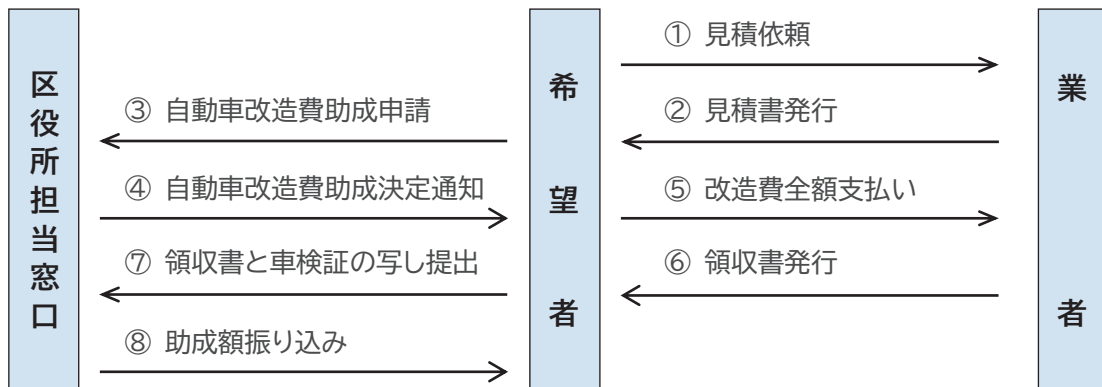 区役所担当窓口
希望者
業者
① 見積依頼
② 見積書発行
③ 自動車改造費助成申請
④ 自動車改造費助成決定通知
⑤ 改造費全額支払い
⑥ 領収書発行
⑦ 領収書と車検証の写し提出
⑧ 助成額振り込み